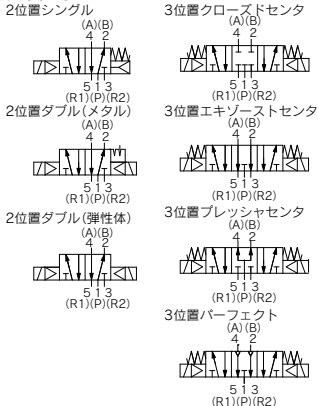 2位置シングル
(A)(B)
4 2
5 1 3
(R1)(P)(R2)
2位置ダブル(メタル)
(A)(B)
4 2
5 1 3
(R1)(P)(R2)
2位置ダブル(弾性体)
(A)(B)
4 2
5 1 3
(R1)(P)(R2)
3位置クローズドセンタ
(A)(B)
4 2
5 1 3
(R1)(P)(R2)
3位置エキゾーストセンタ
(A)(B)
4 2
5 1 3
(R1)(P)(R2)
3位置プレッシャセンタ
(A)(B)
4 2
5 1 3
(R1)(P)(R2)
3位置パーフェクト
(A)(B)
4 2
5 1 3
(R1)(P)(R2)